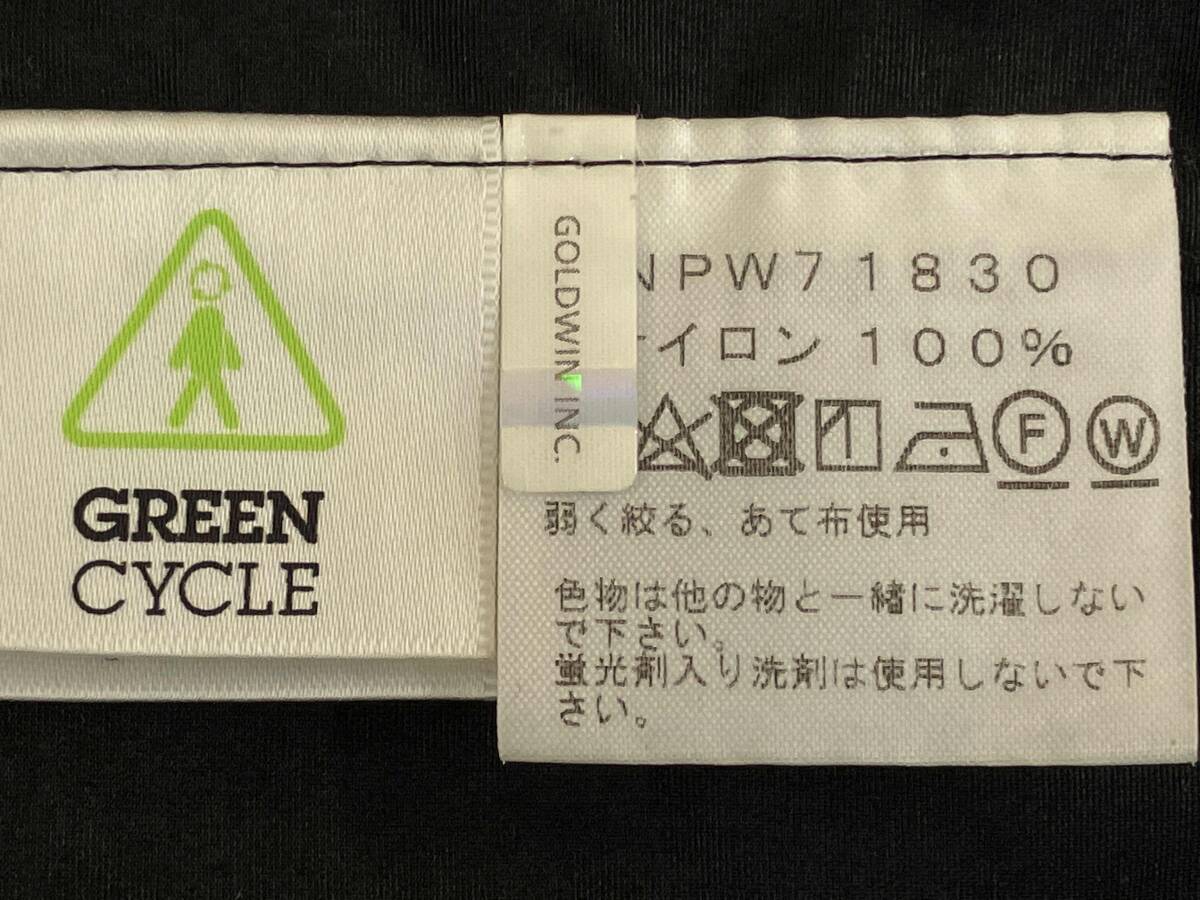 GREEN
CYCLE
GOLDWIN INC.
NPW71830
ナイロン 100%
F W
弱く絞る、あて布使用
色物は他の物と一緒に洗濯しない
で下さい。
蛍光剤入り洗剤は使用しないで下
さい。